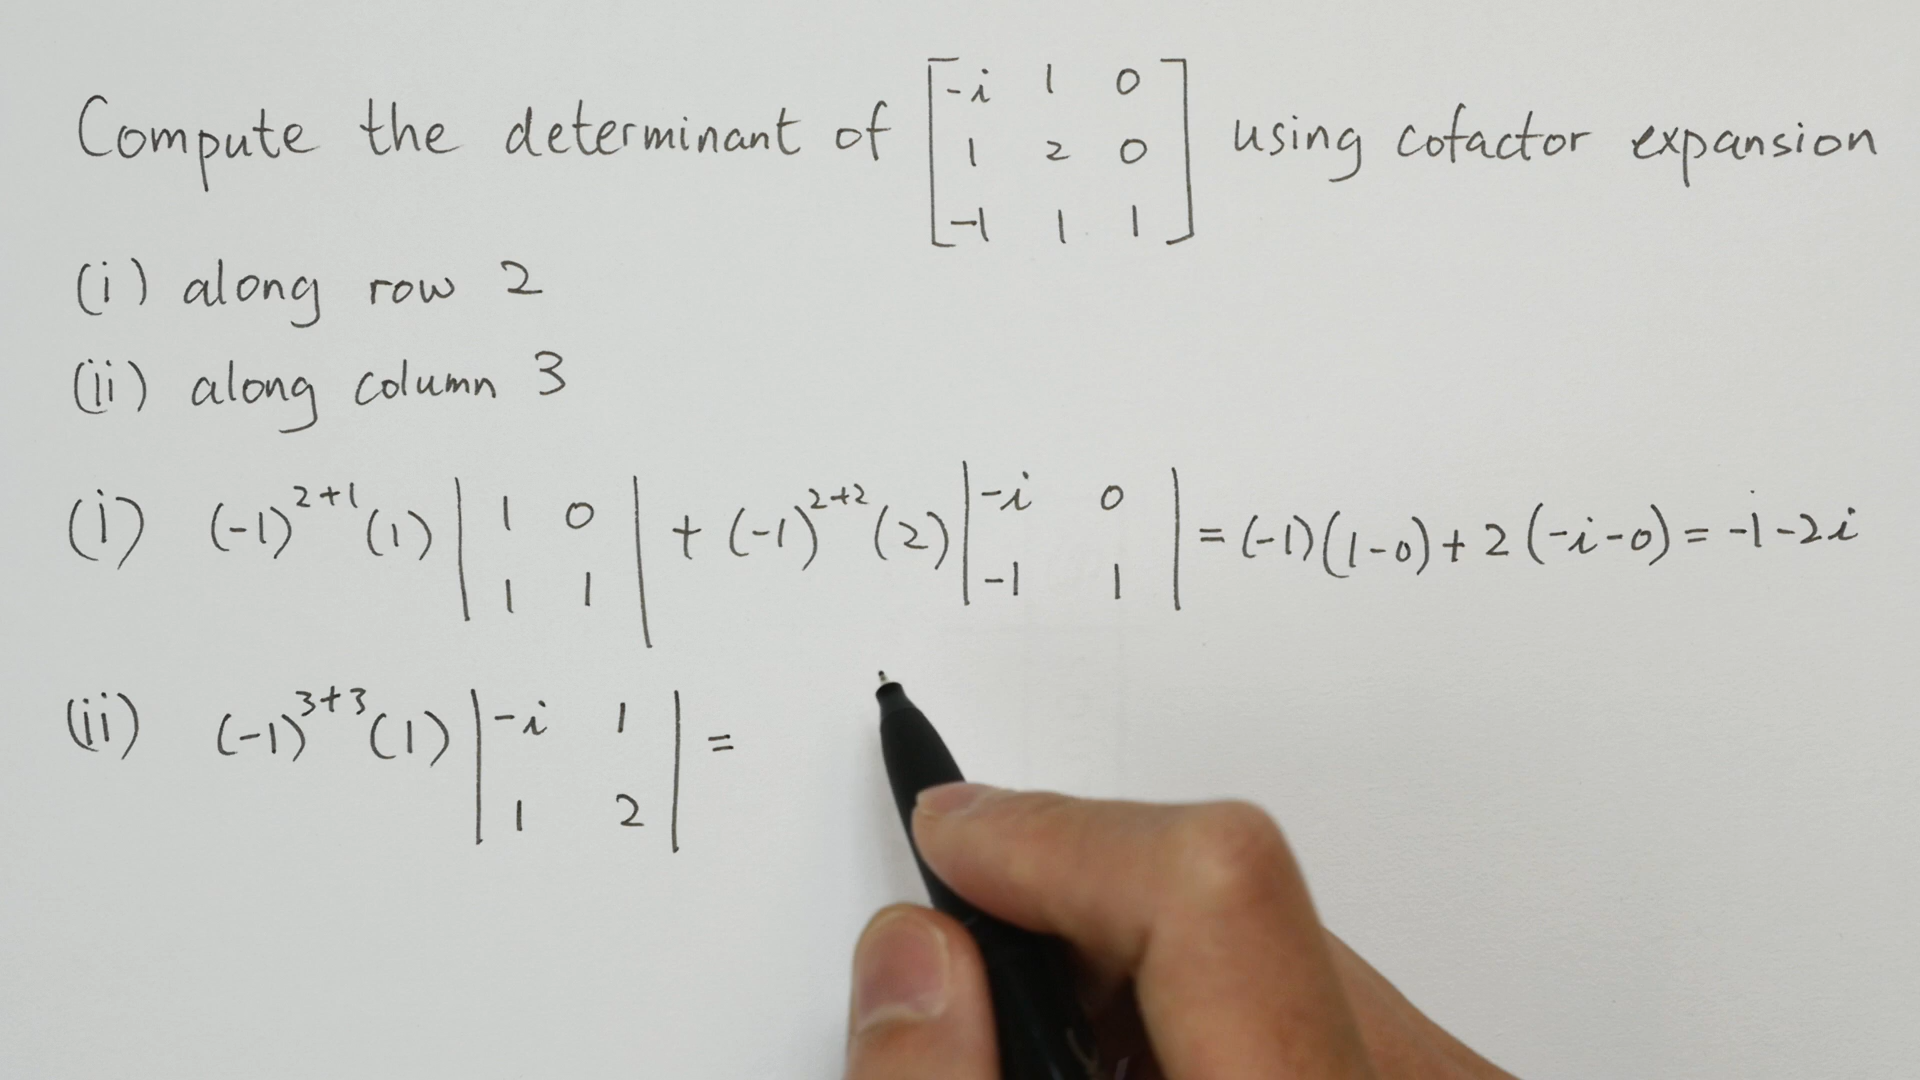 Compute the determinant of [-i 1 0
1 2 0
-1 1 1] using cofactor expansion
(i) along row 2
(ii) along column 3
(i) (-1)^{2+1}(1)|1 0
1 1| + (-1)^{2+2}(2)|-i 0
-1 1| = (-1)(1-0)+2(-i-0)=-1-2i
(ii) (-1)^{3+3}(1)|-i 1
1 2| =